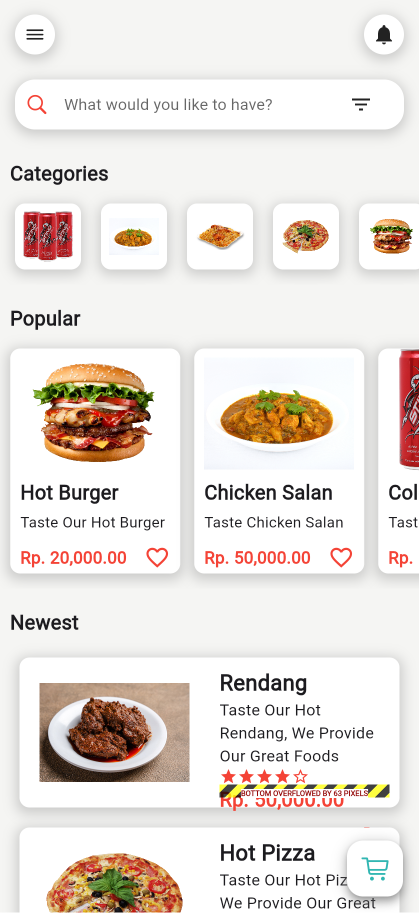 What would you like to have?
Categories
Popular
Hot Burger
Taste Our Hot Burger
Rp. 20,000.00
Chicken Salan
Taste Chicken Salan
Rp. 50,000.00
Col
Tast
Rp.
Newest
Rendang
Taste Our Hot
Rendang, We Provide
Our Great Foods
BOTTOM OVERFLOWED BY 63 PIXELS
Rp. 50,000.00
Hot Pizza
Taste Our Hot Piz
We Provide Our Great